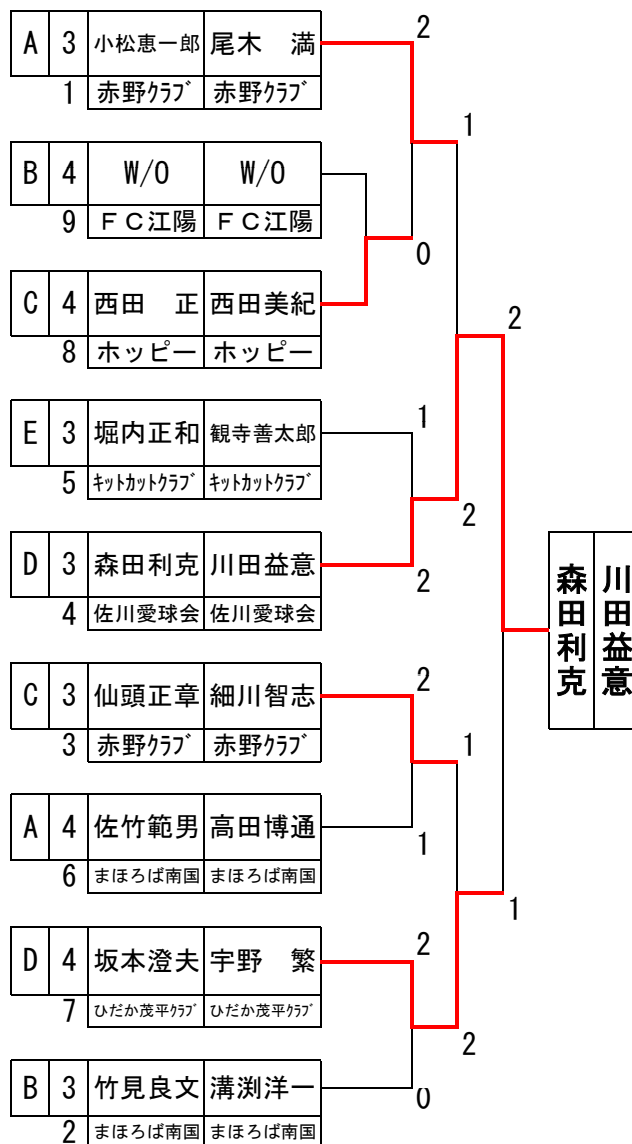 A 3 小松恵一郎 尾木　満
1 赤野ｸﾗﾌﾞ 赤野ｸﾗﾌﾞ
2
1
B 4 W/O W/O
9 ＦＣ江陽 ＦＣ江陽
0
C 4 西田　正 西田美紀
8 ホッピー ホッピー
2
E 3 堀内正和 観寺善太郎
5 ｷｯﾄｶｯﾄｸﾗﾌﾞ ｷｯﾄｶｯﾄｸﾗﾌﾞ
1
2
D 3 森田利克 川田益意
4 佐川愛球会 佐川愛球会
2
森田利克 川田益意
C 3 仙頭正章 細川智志
3 赤野ｸﾗﾌﾞ 赤野ｸﾗﾌﾞ
2
1
A 4 佐竹範男 高田博通
6 まほろば南国 まほろば南国
1
1
D 4 坂本澄夫 宇野　繁
7 ひだか茂平ｸﾗﾌﾞ ひだか茂平ｸﾗﾌﾞ
2
2
B 3 竹見良文 溝渕洋一
2 まほろば南国 まほろば南国
0